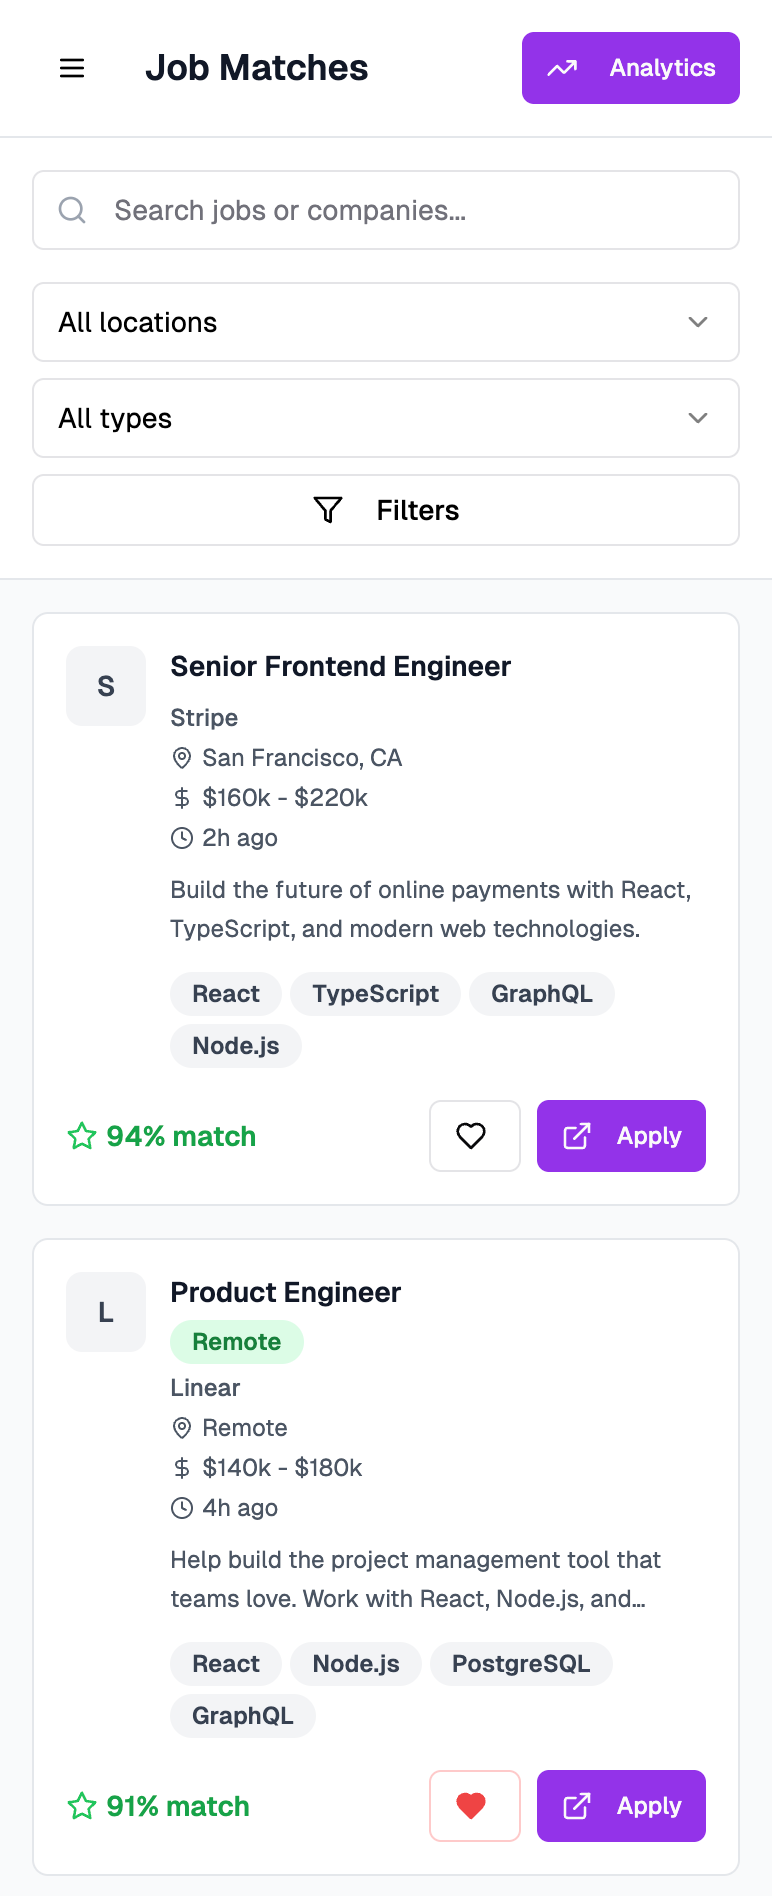 Job Matches
Analytics
Search jobs or companies...
All locations
All types
Filters
S
Senior Frontend Engineer
Stripe
San Francisco, CA
$160k - $220k
2h ago
Build the future of online payments with React,
TypeScript, and modern web technologies.
React TypeScript GraphQL
Node.js
94% match
Apply
L
Product Engineer
Remote
Linear
Remote
$140k - $180k
4h ago
Help build the project management tool that
teams love. Work with React, Node.js, and...
React Node.js PostgreSQL
GraphQL
91% match
Apply